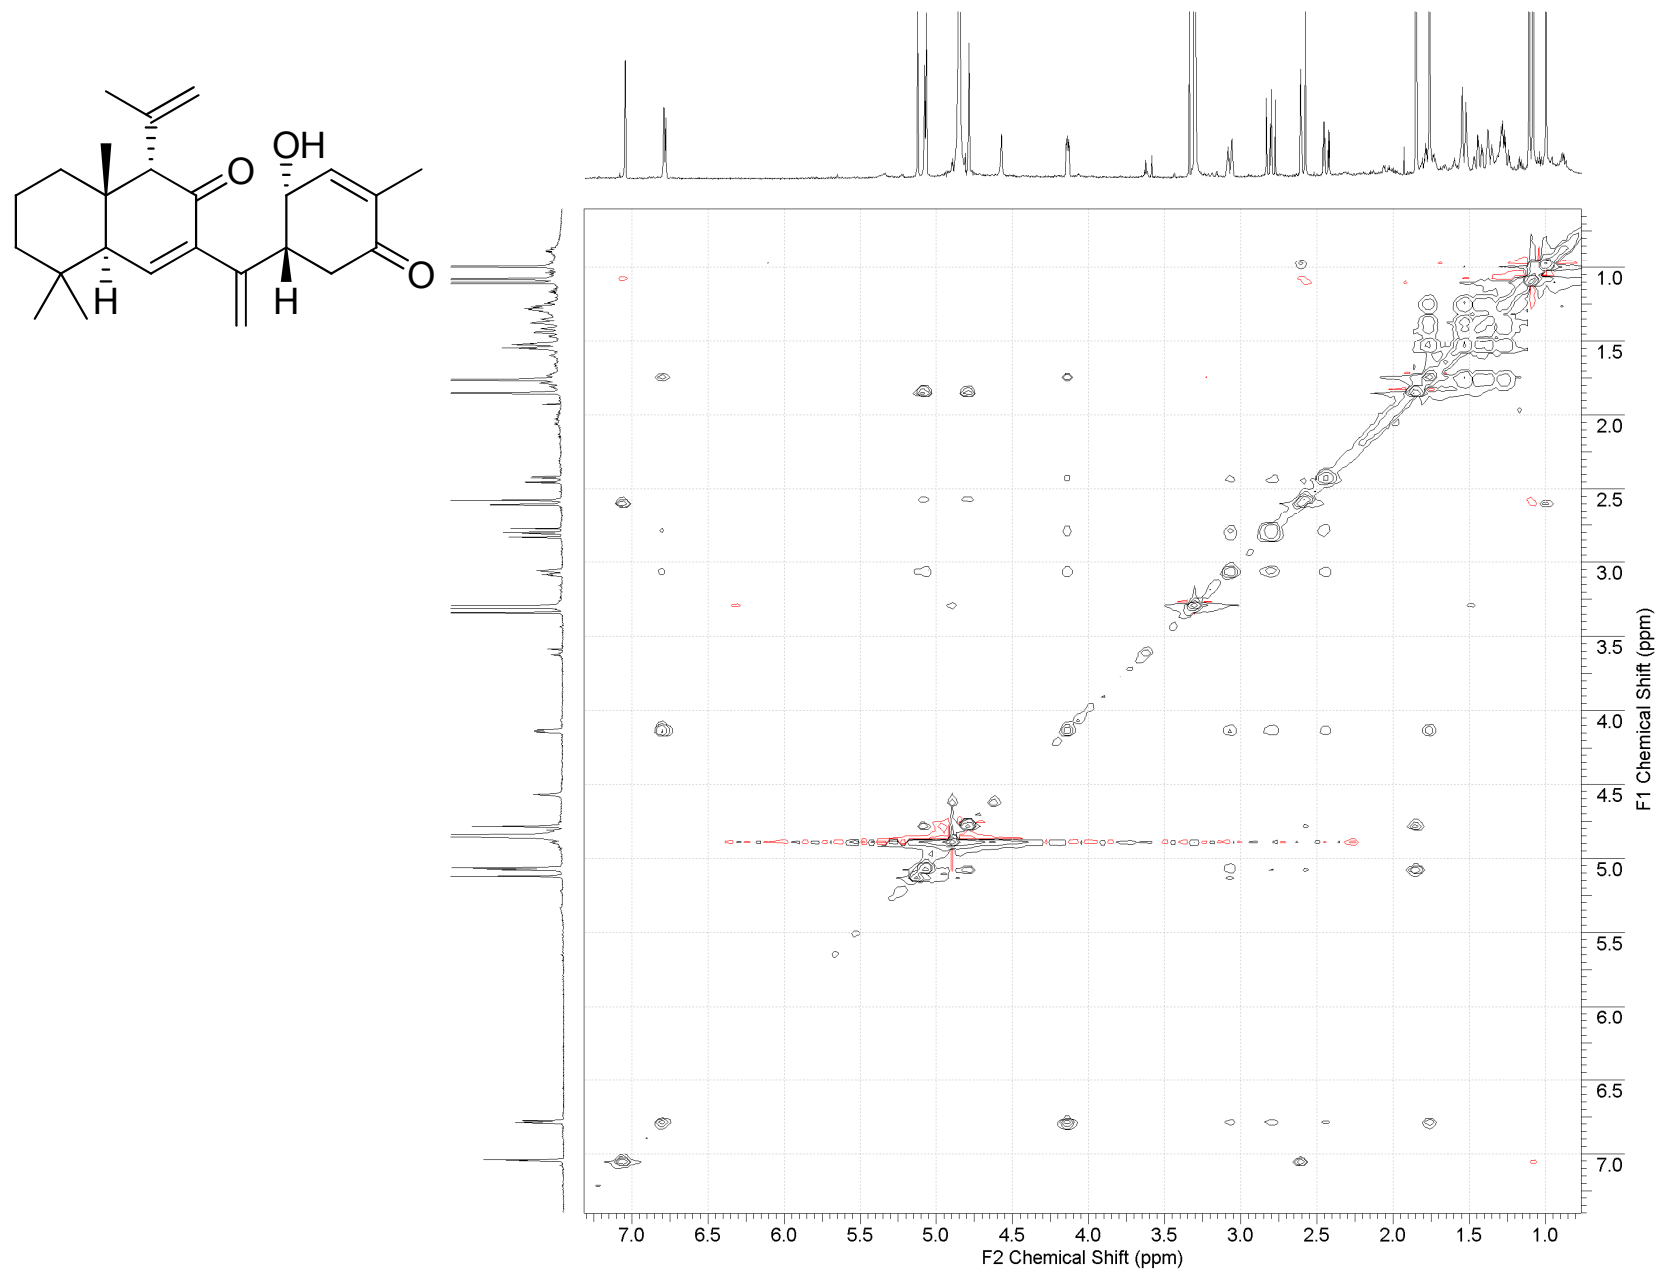 OH
O
O
H
H
1.0
1.5
2.0
2.5
3.0
3.5
4.0
4.5
5.0
5.5
6.0
6.5
7.0
F1 Chemical Shift (ppm)
7.0 6.5 6.0 5.5 5.0 4.5 4.0 3.5 3.0 2.5 2.0 1.5 1.0
F2 Chemical Shift (ppm)